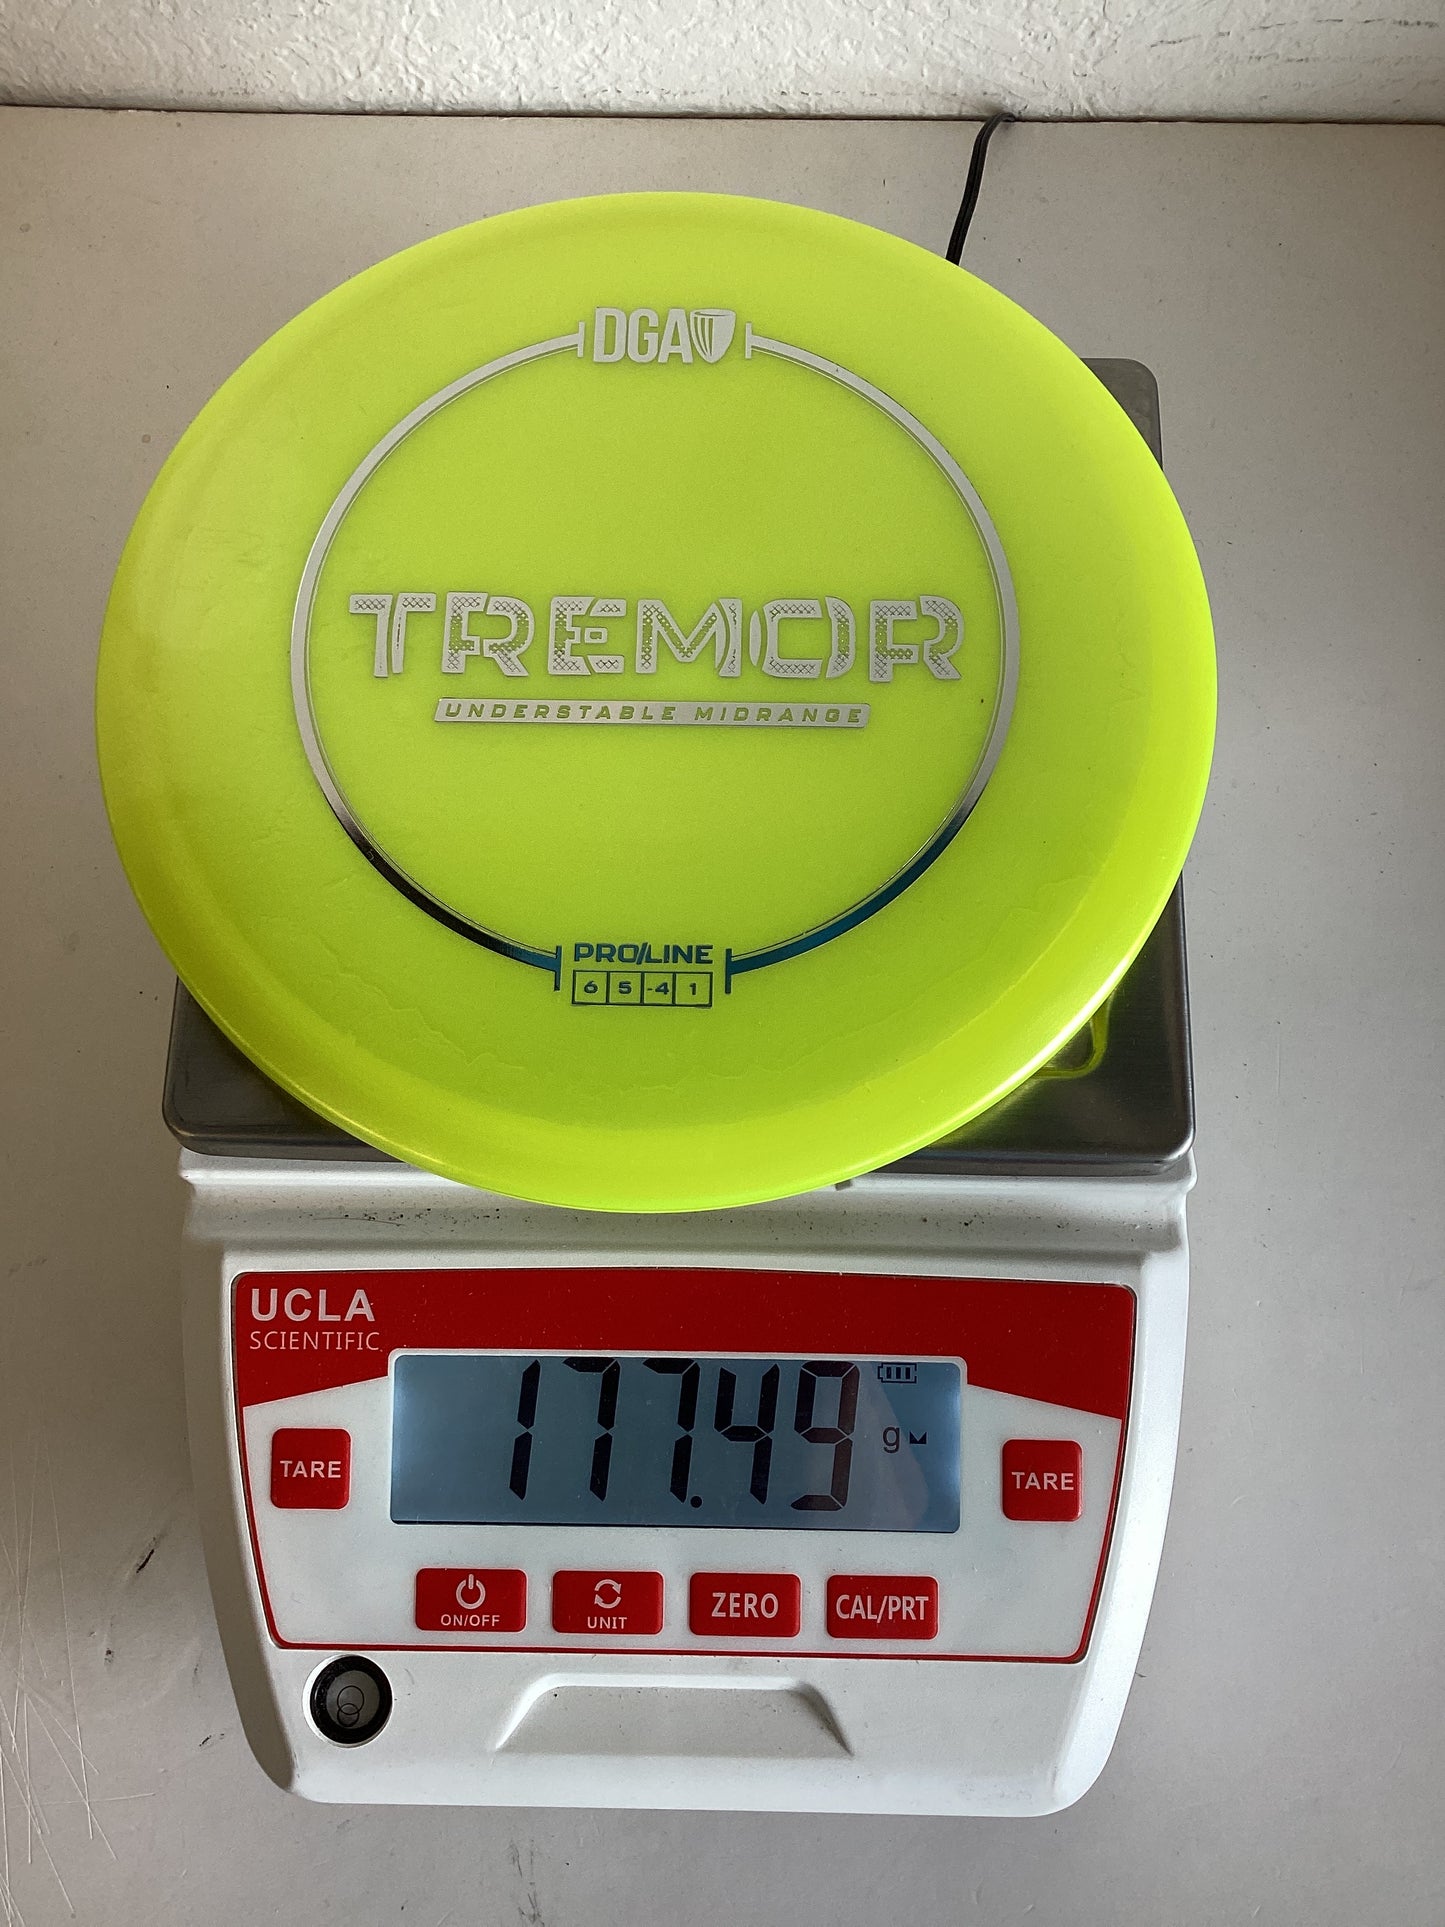 DGA
TREMOR
UNDERSTABLE MIDRANGE
PRO/LINE
6 5 -4 1
UCLA
SCIENTIFIC
177.49 g
TARE
TARE
ON/OFF
UNIT
ZERO
CAL/PRT